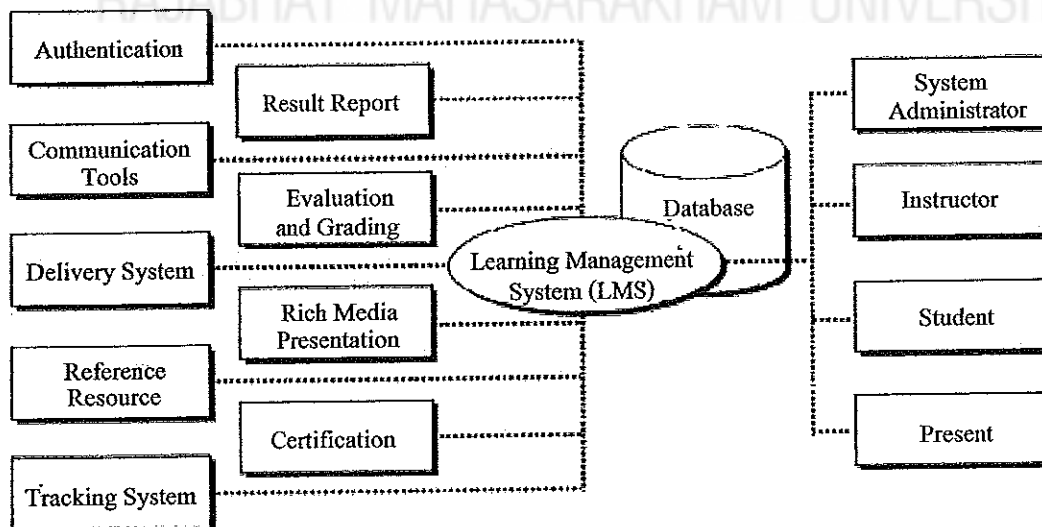 RAJABHAT MAHASARAKHAM UNIVERSI
Authentication
Result Report
Communication
Tools
Evaluation
and Grading
Delivery System
Rich Media
Presentation
Reference
Resource
Certification
Tracking System
Database
Learning Management
System (LMS)
System
Administrator
Instructor
Student
Present